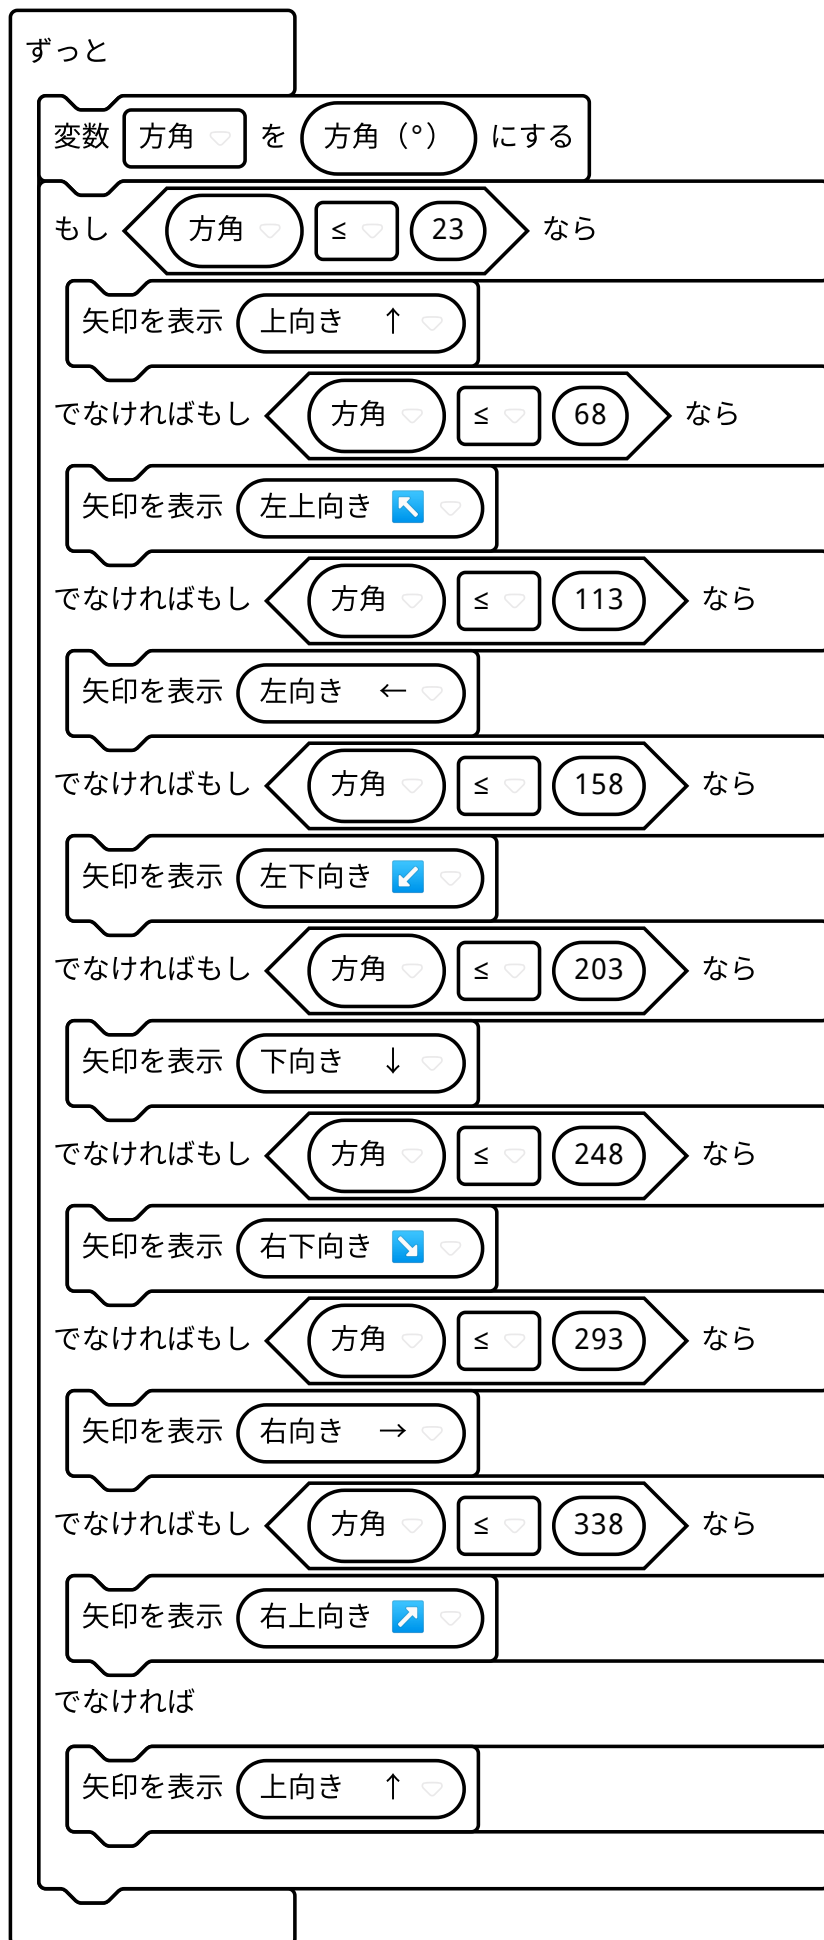 ずっと
変数 方角 を 方角（°） にする
もし 方角 ≤ 23 なら
矢印を表示 上向き ↑
でなければもし 方角 ≤ 68 なら
矢印を表示 左上向き ↖
でなければもし 方角 ≤ 113 なら
矢印を表示 左向き ←
でなければもし 方角 ≤ 158 なら
矢印を表示 左下向き ↙
でなければもし 方角 ≤ 203 なら
矢印を表示 下向き ↓
でなければもし 方角 ≤ 248 なら
矢印を表示 右下向き ↘
でなければもし 方角 ≤ 293 なら
矢印を表示 右向き →
でなければもし 方角 ≤ 338 なら
矢印を表示 右上向き ↗
でなければ
矢印を表示 上向き ↑